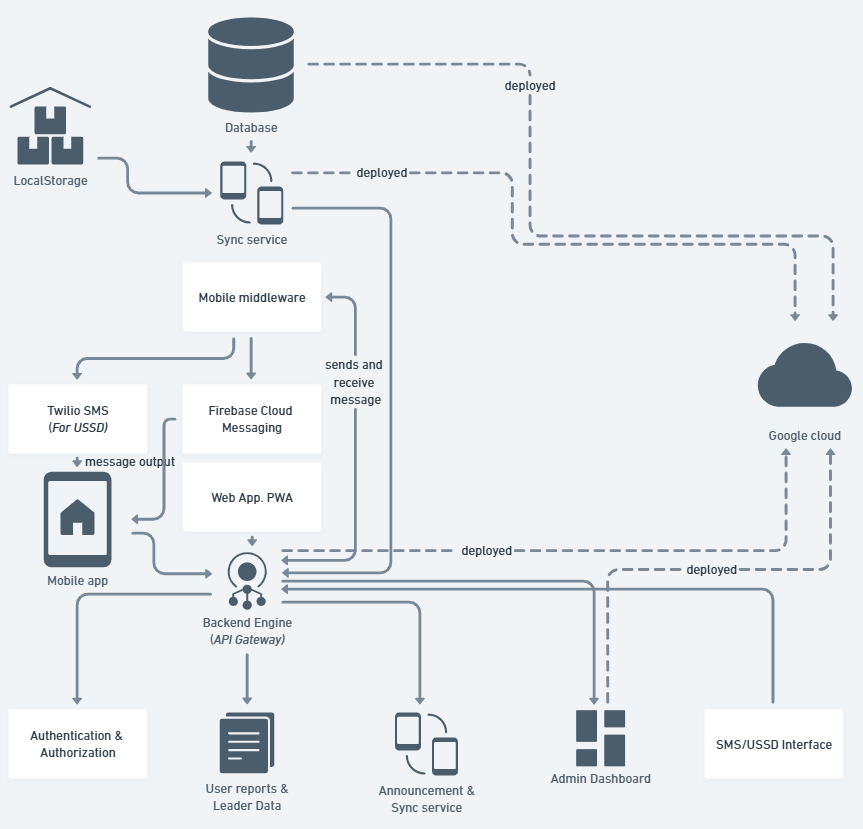 deployed
Database
LocalStorage
deployed
Sync service
Mobile middleware
sends and
receive
message
Twilio SMS
(For USSD)
Firebase Cloud
Messaging
Google cloud
message output
Web App. PWA
deployed
Mobile app
deployed
Backend Engine
(API Gateway)
Authentication &
Authorization
User reports &
Leader Data
Announcement &
Sync service
Admin Dashboard
SMS/USSD Interface